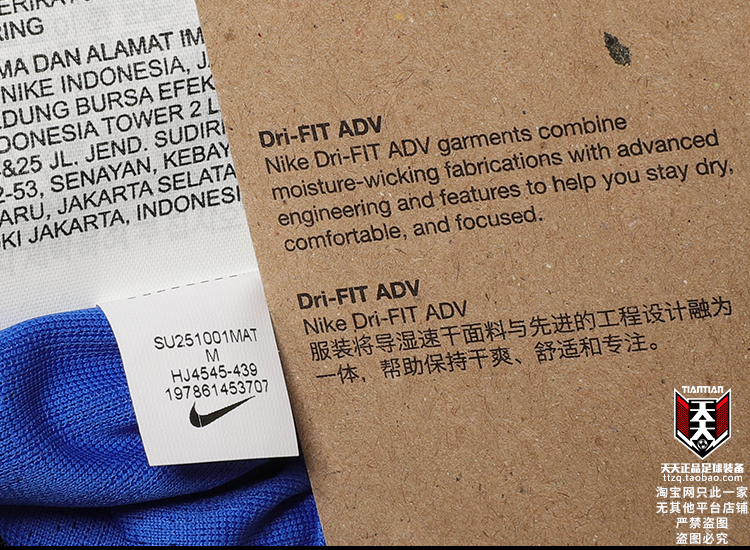 RING
MA DAN ALAMAT IM
NIKE INDONESIA, J
DUNG BURSA EFEK
DONESIA TOWER 2 L
&25 JL. JEND. SUDIR
2-53, SENAYAN, KEBAY
ARU, JAKARTA SELATA
OKI JAKARTA, INDONESI
Dri-FIT ADV
Nike Dri-FIT ADV garments combine
moisture-wicking fabrications with advanced
engineering and features to help you stay dry,
comfortable, and focused.
Dri-FIT ADV
Nike Dri-FIT ADV
服装将导湿速干面料与先进的工程设计融为
一体，帮助保持干爽、舒适和专注。
SU251001MAT
M
HJ4545-439
197861453707
TIANTIAN
天天
天天正品足球装备
ttzq.taobao.com
淘宝网只此一家
无其他平台店铺
严禁盗图
盗图必究